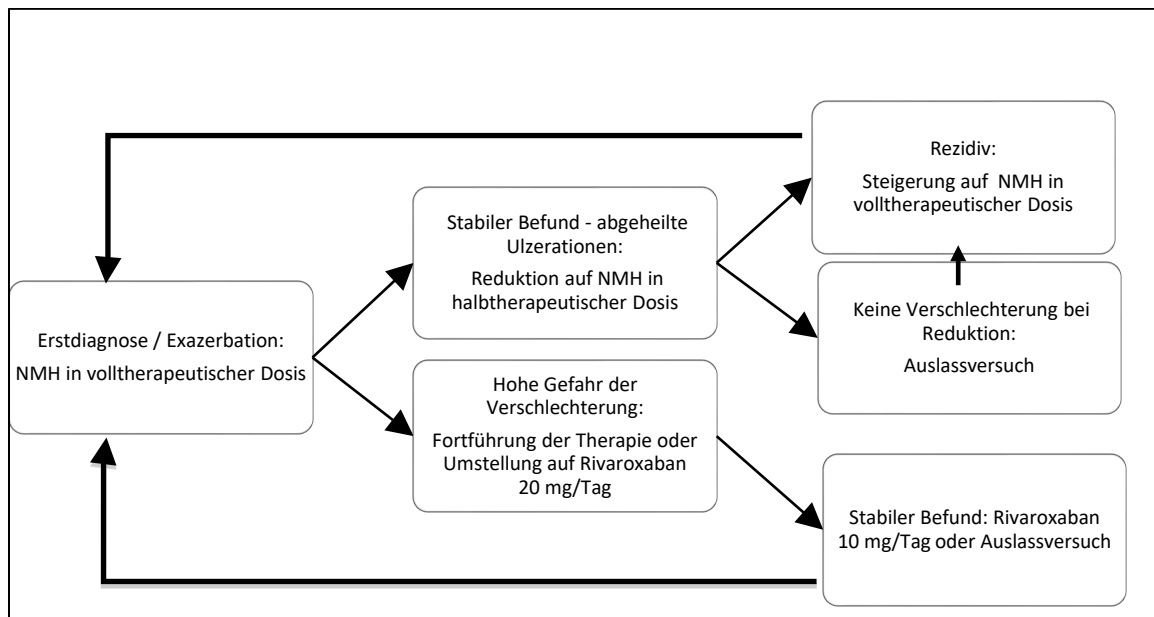 Erstdiagnose / Exazerbation:
NMH in volltherapeutischer Dosis
Stabiler Befund - abgeheilte
Ulzerationen:
Reduktion auf NMH in
halbtherapeutischer Dosis
Hohe Gefahr der
Verschlechterung:
Fortführung der Therapie oder
Umstellung auf Rivaroxaban
20 mg/Tag
Rezidiv:
Steigerung auf NMH in
volltherapeutischer Dosis
Keine Verschlechterung bei
Reduktion:
Auslassversuch
Stabiler Befund: Rivaroxaban
10 mg/Tag oder Auslassversuch